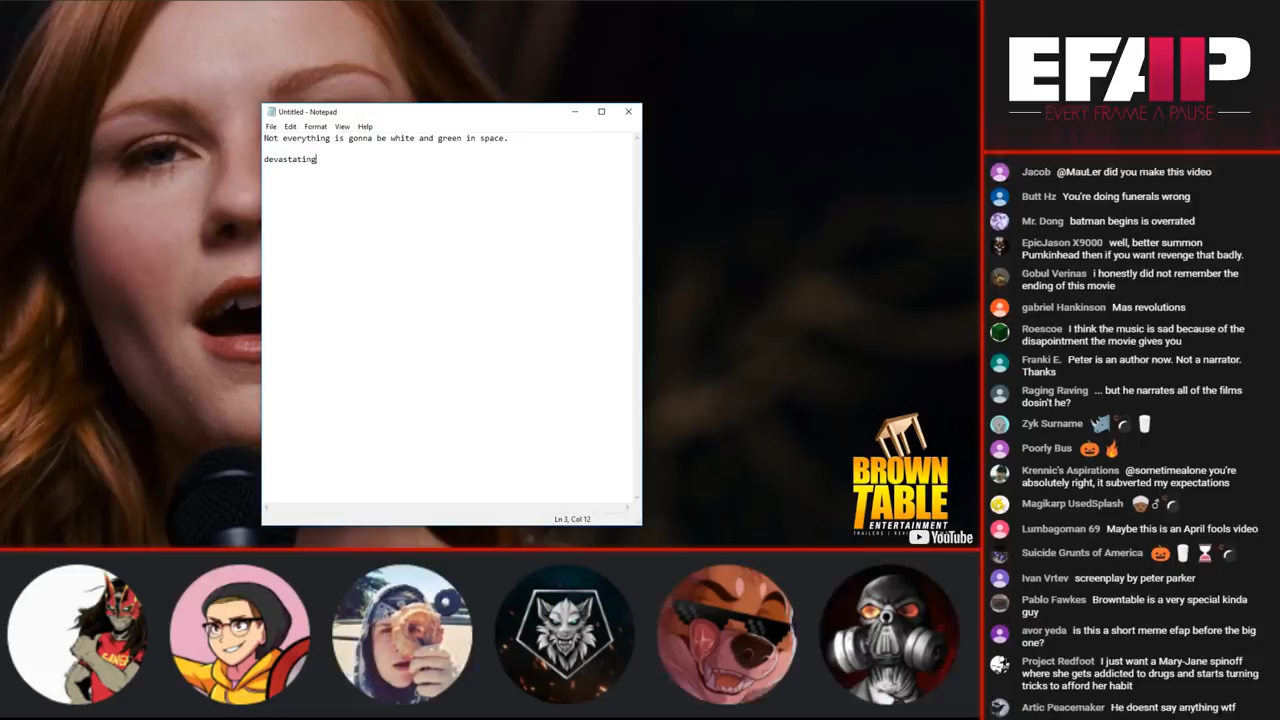 Untitled - Notepad
File Edit Format View Help
Not everything is gonna be white and green in space.
devastating
Ln 3, Col 12
BROWN
TABLE
ENTERTAINMENT
YouTube
EFAP
EVERY FRAME A PAUSE
Jacob @MauLer did you make this video
Butt Hz You're doing funerals wrong
Mr. Dong batman begins is overrated
EpicJason X9000 well, better summon
Pumkinhead then if you want revenge that badly.
Gobul Verinas i honestly did not remember the
ending of this movie
gabriel Hankinson Mas revolutions
Roescoe I think the music is sad because of the
disapointment the movie gives you
Franki E. Peter is an author now. Not a narrator.
Thanks
Raging Raving ... but he narrates all of the films
dosin't he?
Zyk Surname
Poorly Bus
Krennic's Aspirations @sometimealone you're
absolutely right, it subverted my expectations
Magikarp UsedSplash
Lumbagoman 69 Maybe this is an April fools video
Suicide Grunts of America
Ivan Vrtev screenplay by peter parker
Pablo Fawkes Browntable is a very special kinda
guy
avor yeda is this a short meme efap before the big
one?
Project Redfoot I just want a Mary-Jane spinoff
where she gets addicted to drugs and starts turning
tricks to afford her habit
Artic Peacemaker He doesnt say anything wtf